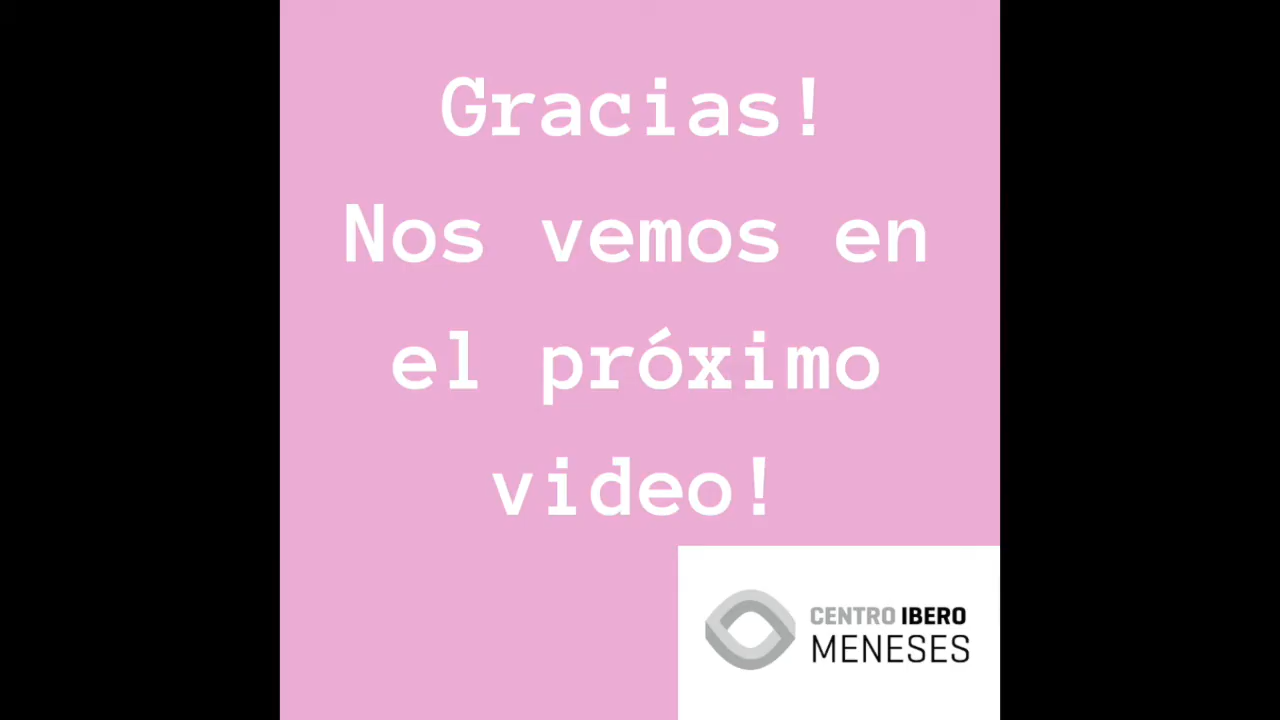 Gracias!
Nos vemos en
el próximo
video!
CENTRO IBERO
MENESES